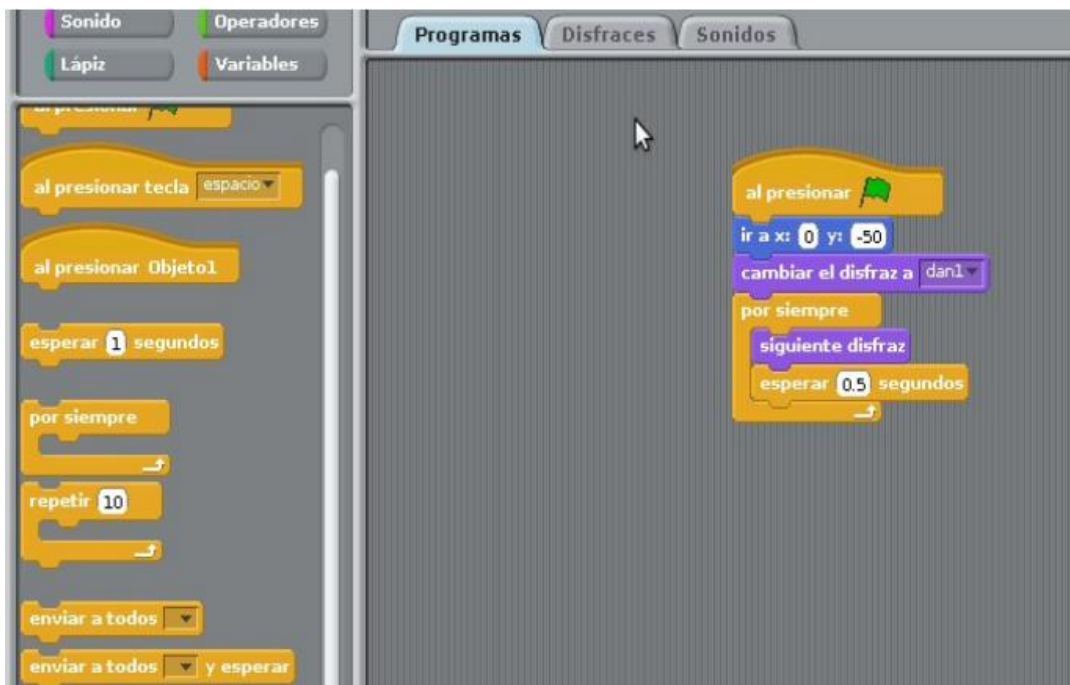 Sonido Operadores
Lápiz Variables
Programas Disfraces Sonidos
al presionar
al presionar tecla espacio
al presionar Objeto1
esperar 1 segundos
por siempre
repetir 10
enviar a todos
enviar a todos y esperar
al presionar
ir a x: 0 y: -50
cambiar el disfraz a dan1
por siempre
siguiente disfraz
esperar 0.5 segundos